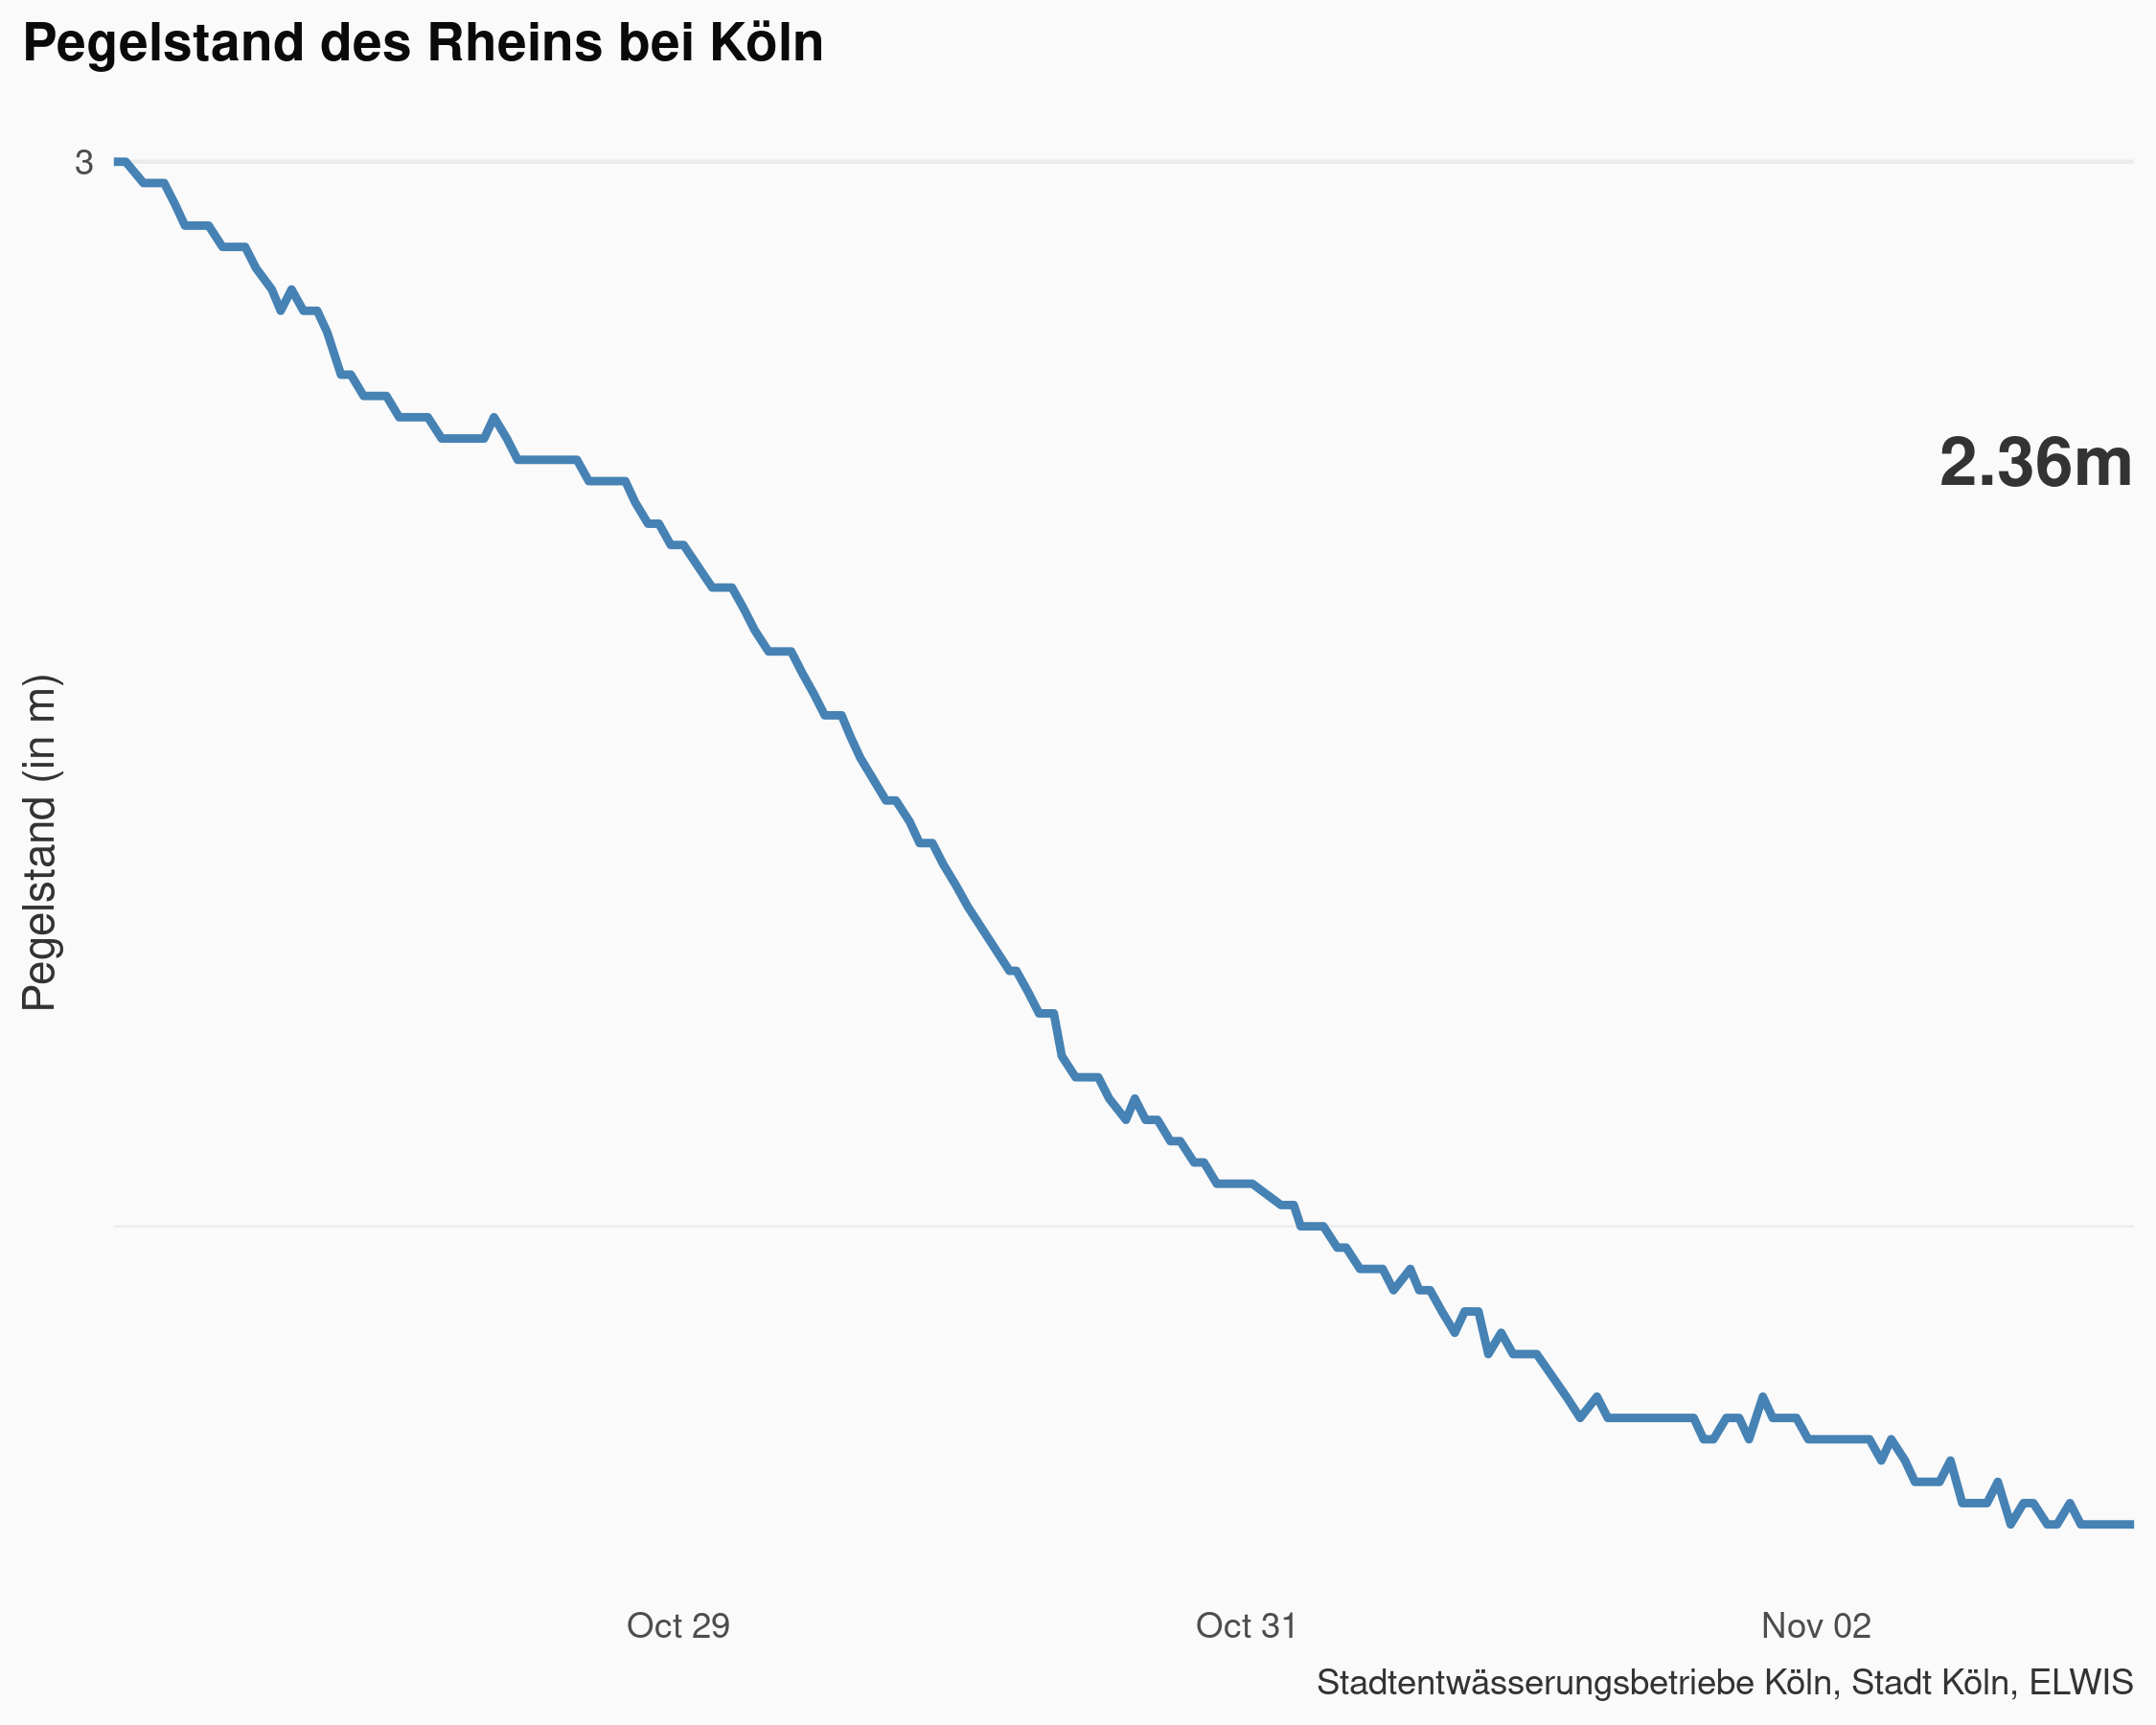 Pegelstand des Rheins bei Köln
3
2.36m
Pegelstand (in m)
Oct 29
Oct 31
Nov 02
Stadtentwässerungsbetriebe Köln, Stadt Köln, ELWIS